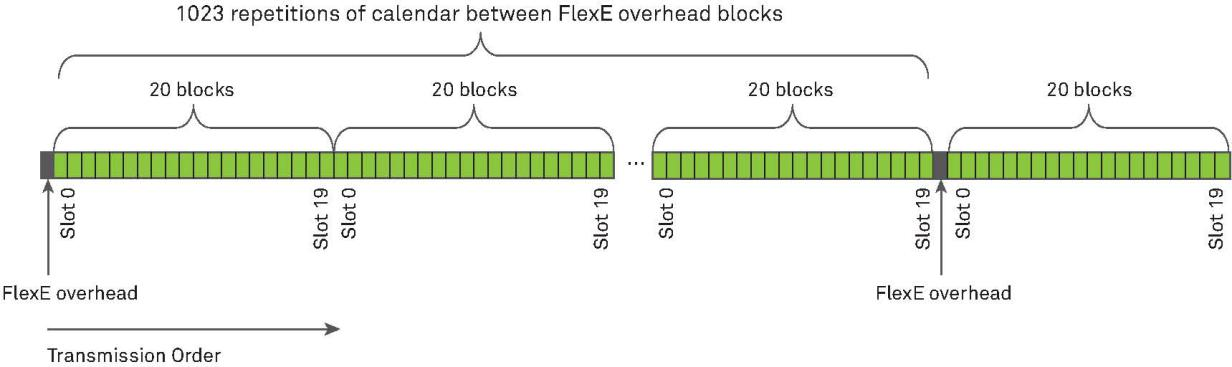 1023 repetitions of calendar between FlexE overhead blocks
20 blocks
20 blocks
20 blocks
20 blocks
...
Slot 0
Slot 19
Slot 0
Slot 19
Slot 0
Slot 19
Slot 0
Slot 19
FlexE overhead
FlexE overhead
Transmission Order